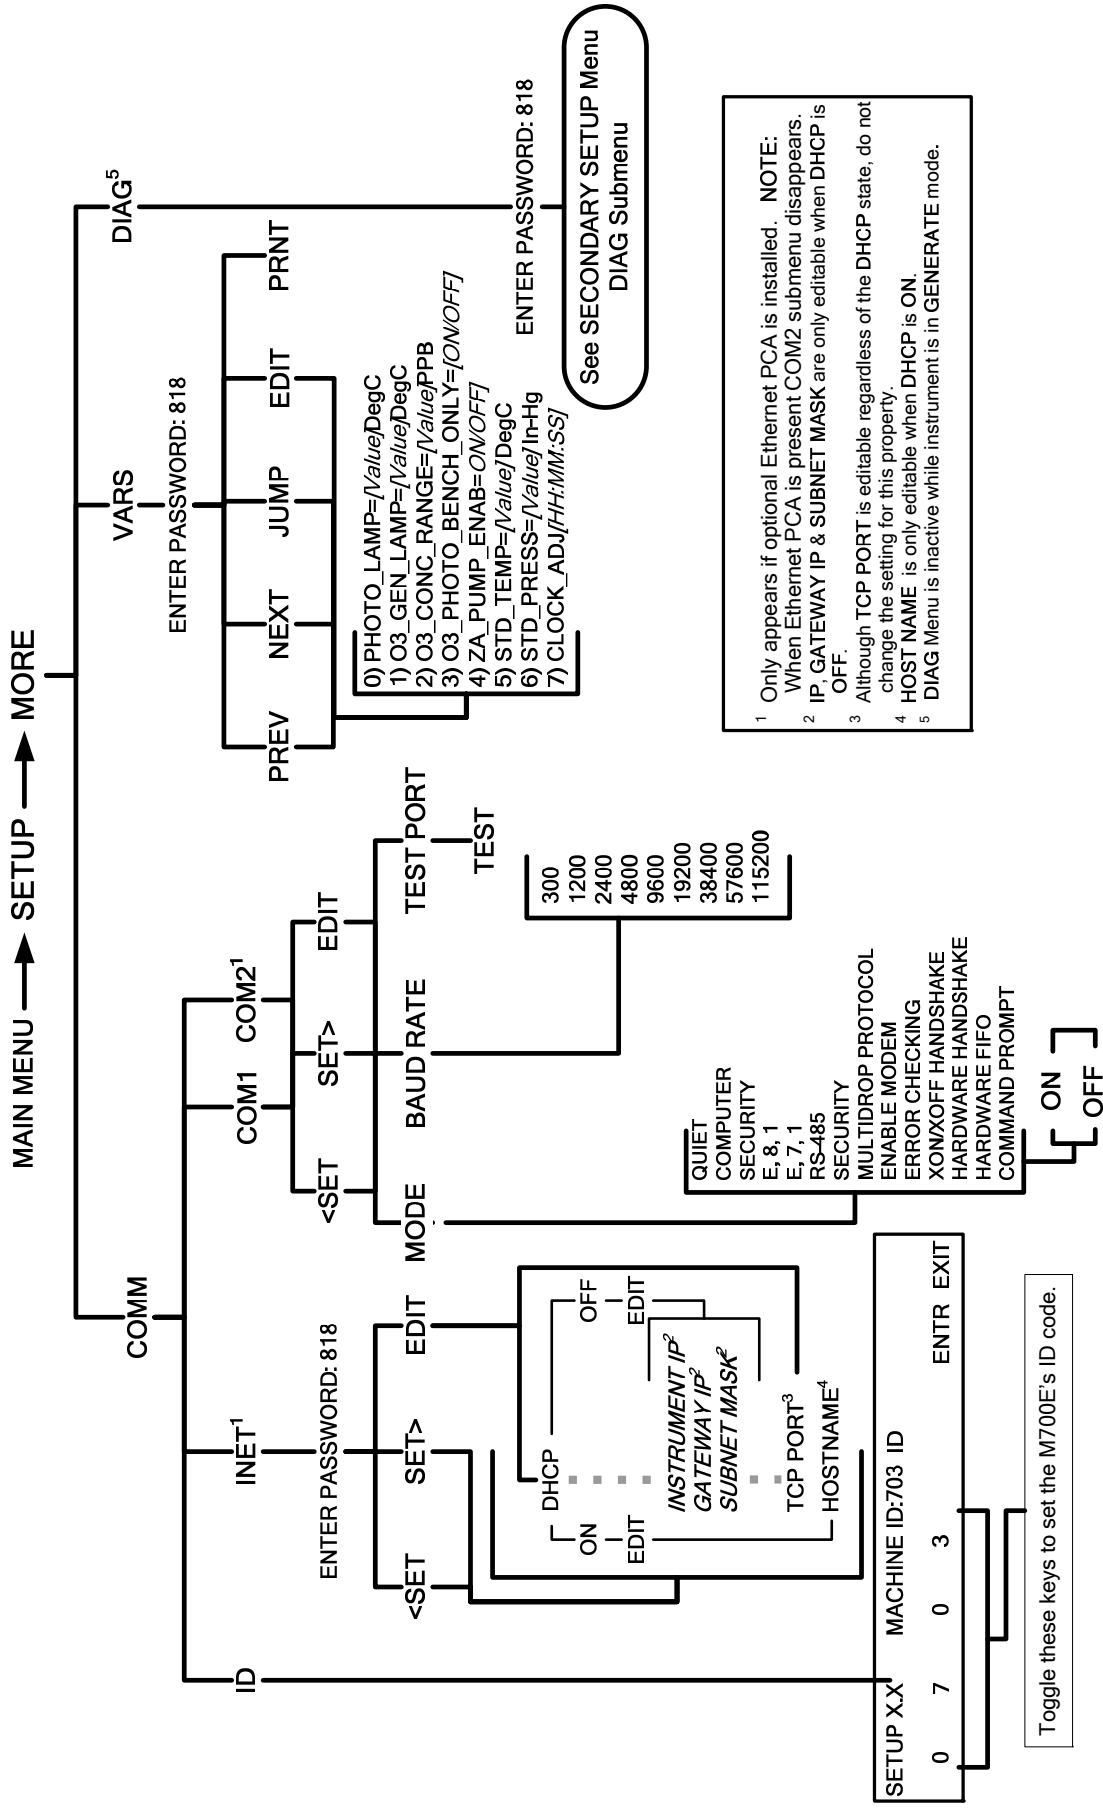 MAIN MENU SETUP MORE
COMM
VARS
DIAG5
ID
INET1
COM1
COM21
ENTER PASSWORD: 818
<SET
SET>
EDIT
DHCP
ON
OFF
EDIT
EDIT
INSTRUMENT IP2
GATEWAY IP2
SUBNET MASK2
TCP PORT3
HOSTNAME4
SETUP X.X MACHINE ID:703 ID
0 7 0 3 ENTR EXIT
Toggle these keys to set the M700E's ID code.
<SET
SET>
EDIT
MODE
BAUD RATE
TEST PORT
TEST
300
1200
2400
4800
9600
19200
38400
57600
115200
QUIET
COMPUTER
SECURITY
E, 8, 1
E, 7, 1
RS-485
SECURITY
MULTIDROP PROTOCOL
ENABLE MODEM
ERROR CHECKING
XON/XOFF HANDSHAKE
HARDWARE HANDSHAKE
HARDWARE FIFO
COMMAND PROMPT
ON
OFF
ENTER PASSWORD: 818
PREV
NEXT
JUMP
EDIT
PRNT
0) PHOTO_LAMP=[Value]DegC
1) O3_GEN_LAMP=[Value]DegC
2) O3_CONC_RANGE=[Value]PPB
3) O3_PHOTO_BENCH_ONLY=[ON/OFF]
4) ZA_PUMP_ENAB=ON/OFF]
5) STD_TEMP=[Value]DegC
6) STD_PRESS=[Value]In-Hg
7) CLOCK_ADJ[HH:MM:SS]
ENTER PASSWORD: 818
See SECONDARY SETUP Menu
DIAG Submenu
1 Only appears if optional Ethernet PCA is installed. NOTE:
When Ethernet PCA is present COM2 submenu disappears.
2 IP, GATEWAY IP & SUBNET MASK are only editable when DHCP is
OFF.
3 Although TCP PORT is editable regardless of the DHCP state, do not
change the setting for this property.
4 HOST NAME is only editable when DHCP is ON.
5 DIAG Menu is inactive while instrument is in GENERATE mode.